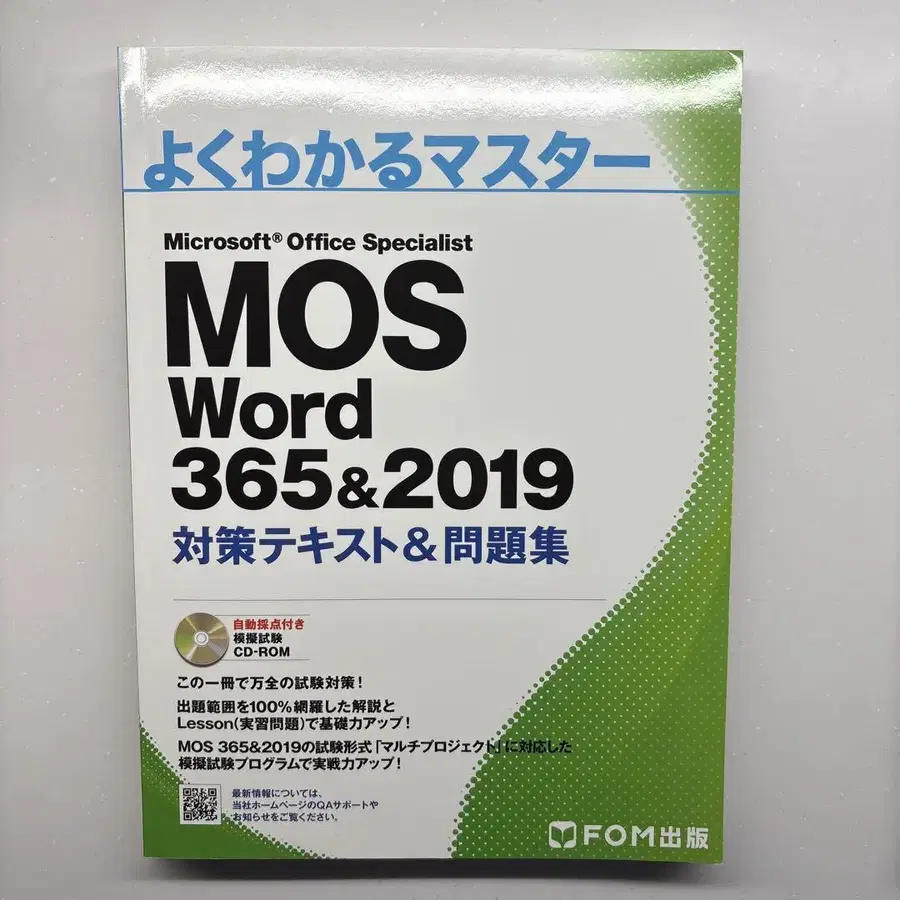 よくわかるマスター
Microsoft® Office Specialist
MOS
Word
365&2019
対策テキスト&問題集
自動採点付き
模擬試験
CD-ROM
この一冊で万全の試験対策！
出題範囲を100%網羅した解説と
Lesson(実習問題)で基礎力アップ！
MOS 365&2019の試験形式「マルチプロジェクト」に対応した
模擬試験プログラムで実戦力アップ！
最新情報については、
当社ホームページのQAサポートや
お知らせをご覧ください。
FOM出版